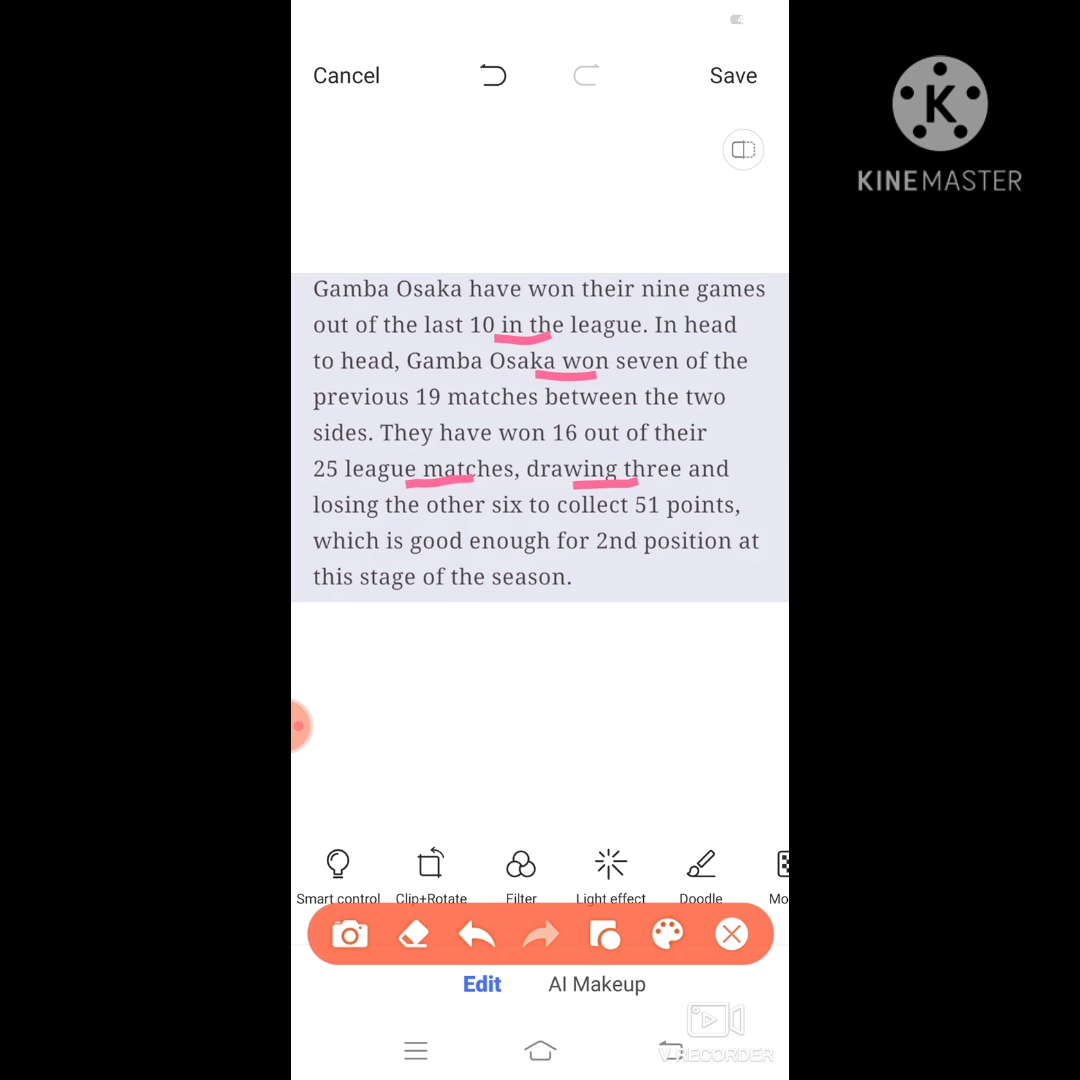 Cancel
Save
K
KINEMASTER
Gamba Osaka have won their nine games
out of the last 10 in the league. In head
to head, Gamba Osaka won seven of the
previous 19 matches between the two
sides. They have won 16 out of their
25 league matches, drawing three and
losing the other six to collect 51 points,
which is good enough for 2nd position at
this stage of the season.
Smart control
Clip+Rotate
Filter
Light effect
Doodle
Mo
Edit
AI Makeup
V RECORDER